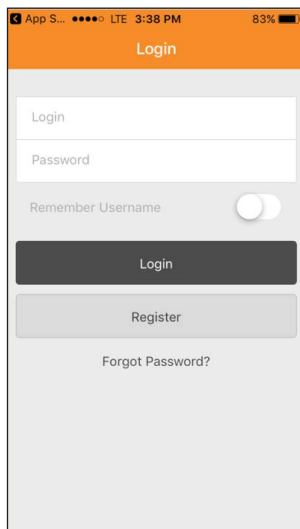 App S... LTE 3:38 PM 83%
Login
Login
Password
Remember Username
Login
Register
Forgot Password?